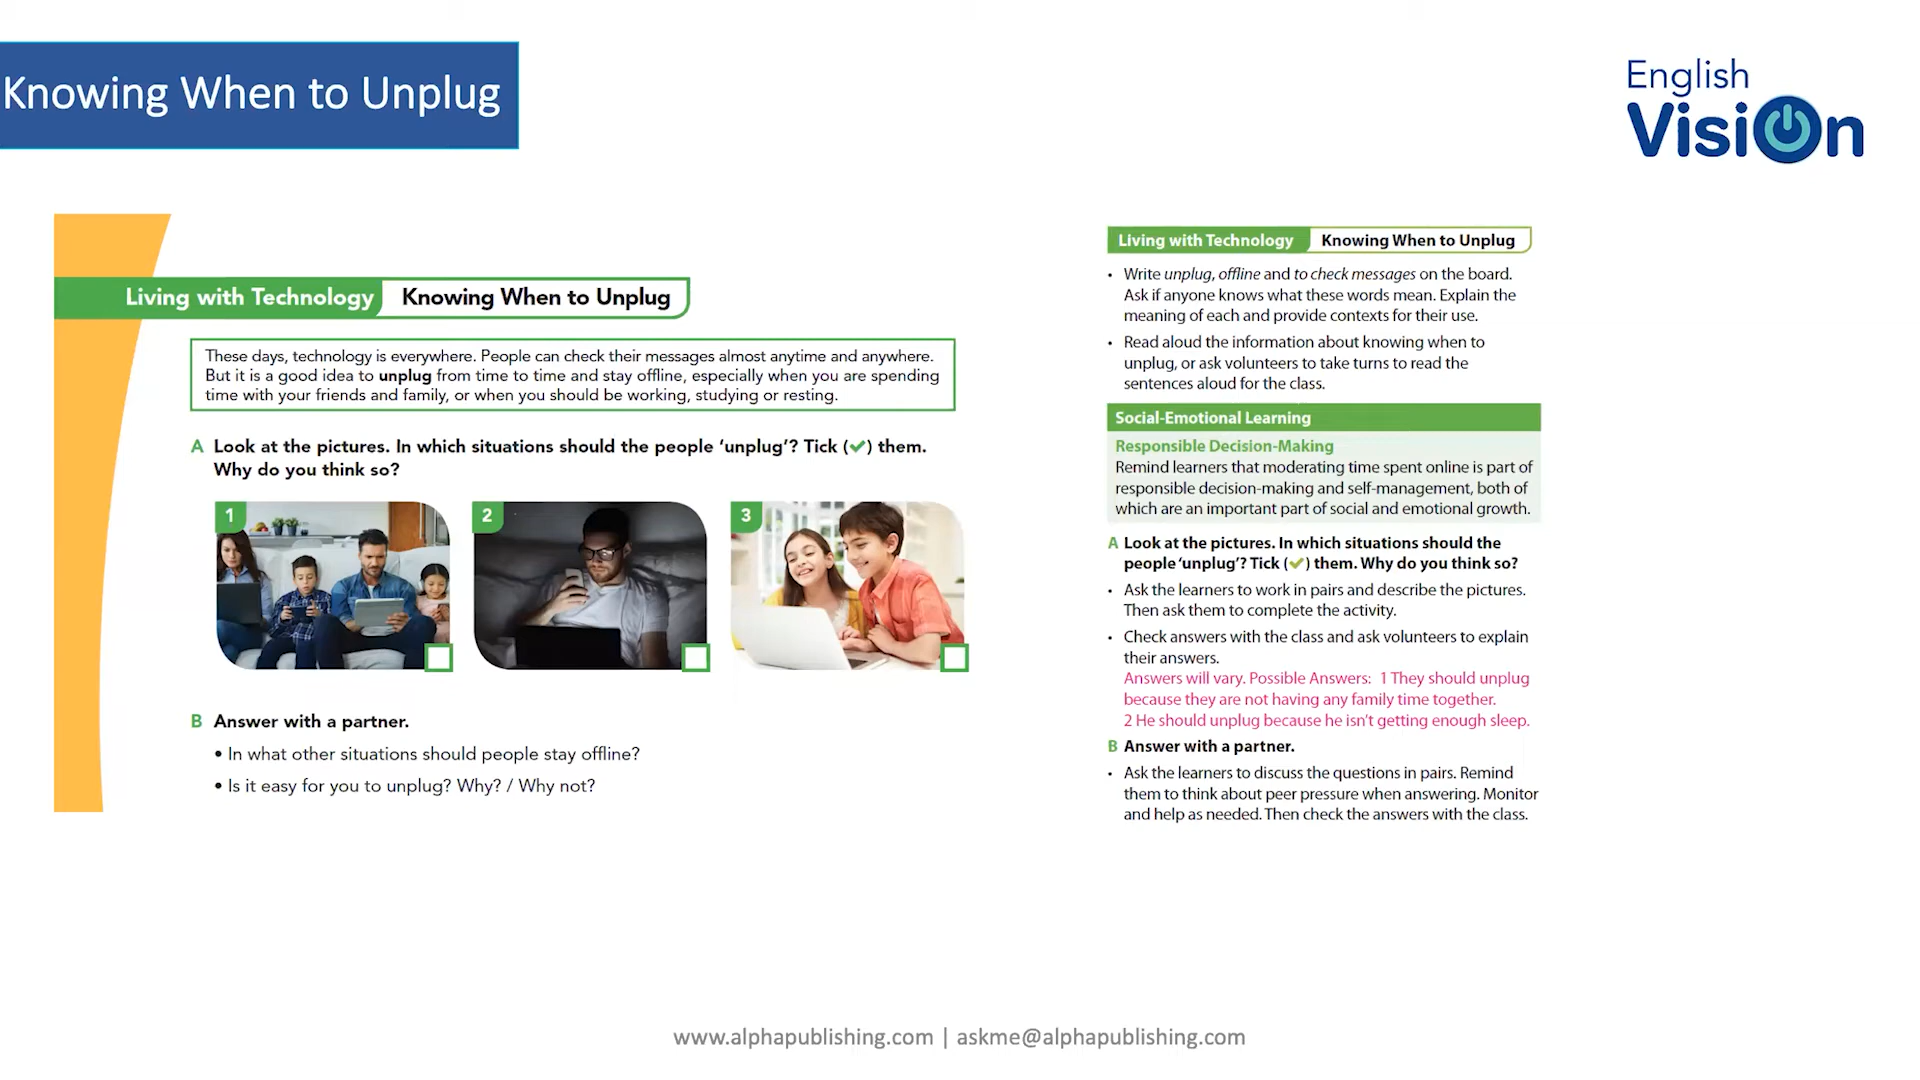 Knowing When to Unplug
English
Vision
Living with Technology Knowing When to Unplug
These days, technology is everywhere. People can check their messages almost anytime and anywhere.
But it is a good idea to unplug from time to time and stay offline, especially when you are spending
time with your friends and family, or when you should be working, studying or resting.
A Look at the pictures. In which situations should the people ‘unplug’? Tick (✔) them.
Why do you think so?
1
2
3
B Answer with a partner.
• In what other situations should people stay offline?
• Is it easy for you to unplug? Why? / Why not?
Living with Technology Knowing When to Unplug
• Write unplug, offline and to check messages on the board.
Ask if anyone knows what these words mean. Explain the
meaning of each and provide contexts for their use.
• Read aloud the information about knowing when to
unplug, or ask volunteers to take turns to read the
sentences aloud for the class.
Social-Emotional Learning
Responsible Decision-Making
Remind learners that moderating time spent online is part of
responsible decision-making and self-management, both of
which are an important part of social and emotional growth.
A Look at the pictures. In which situations should the
people ‘unplug’? Tick (✔) them. Why do you think so?
• Ask the learners to work in pairs and describe the pictures.
Then ask them to complete the activity.
• Check answers with the class and ask volunteers to explain
their answers.
Answers will vary. Possible Answers: 1 They should unplug
because they are not having any family time together.
2 He should unplug because he isn’t getting enough sleep.
B Answer with a partner.
• Ask the learners to discuss the questions in pairs. Remind
them to think about peer pressure when answering. Monitor
and help as needed. Then check the answers with the class.
www.alphapublishing.com | askme@alphapublishing.com